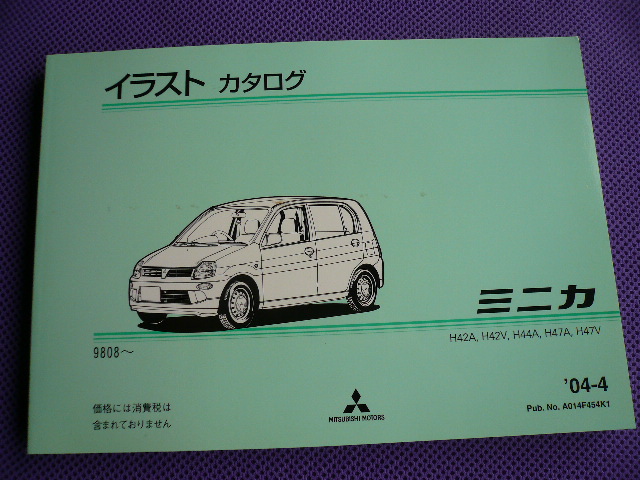 イラスト カタログ
ミニカ
H42A, H42V, H44A, H47A, H47V
9808～
'04-4
Pub. No. A014F454K1
価格には消費税は
含まれておりません
MITSUBISHI MOTORS